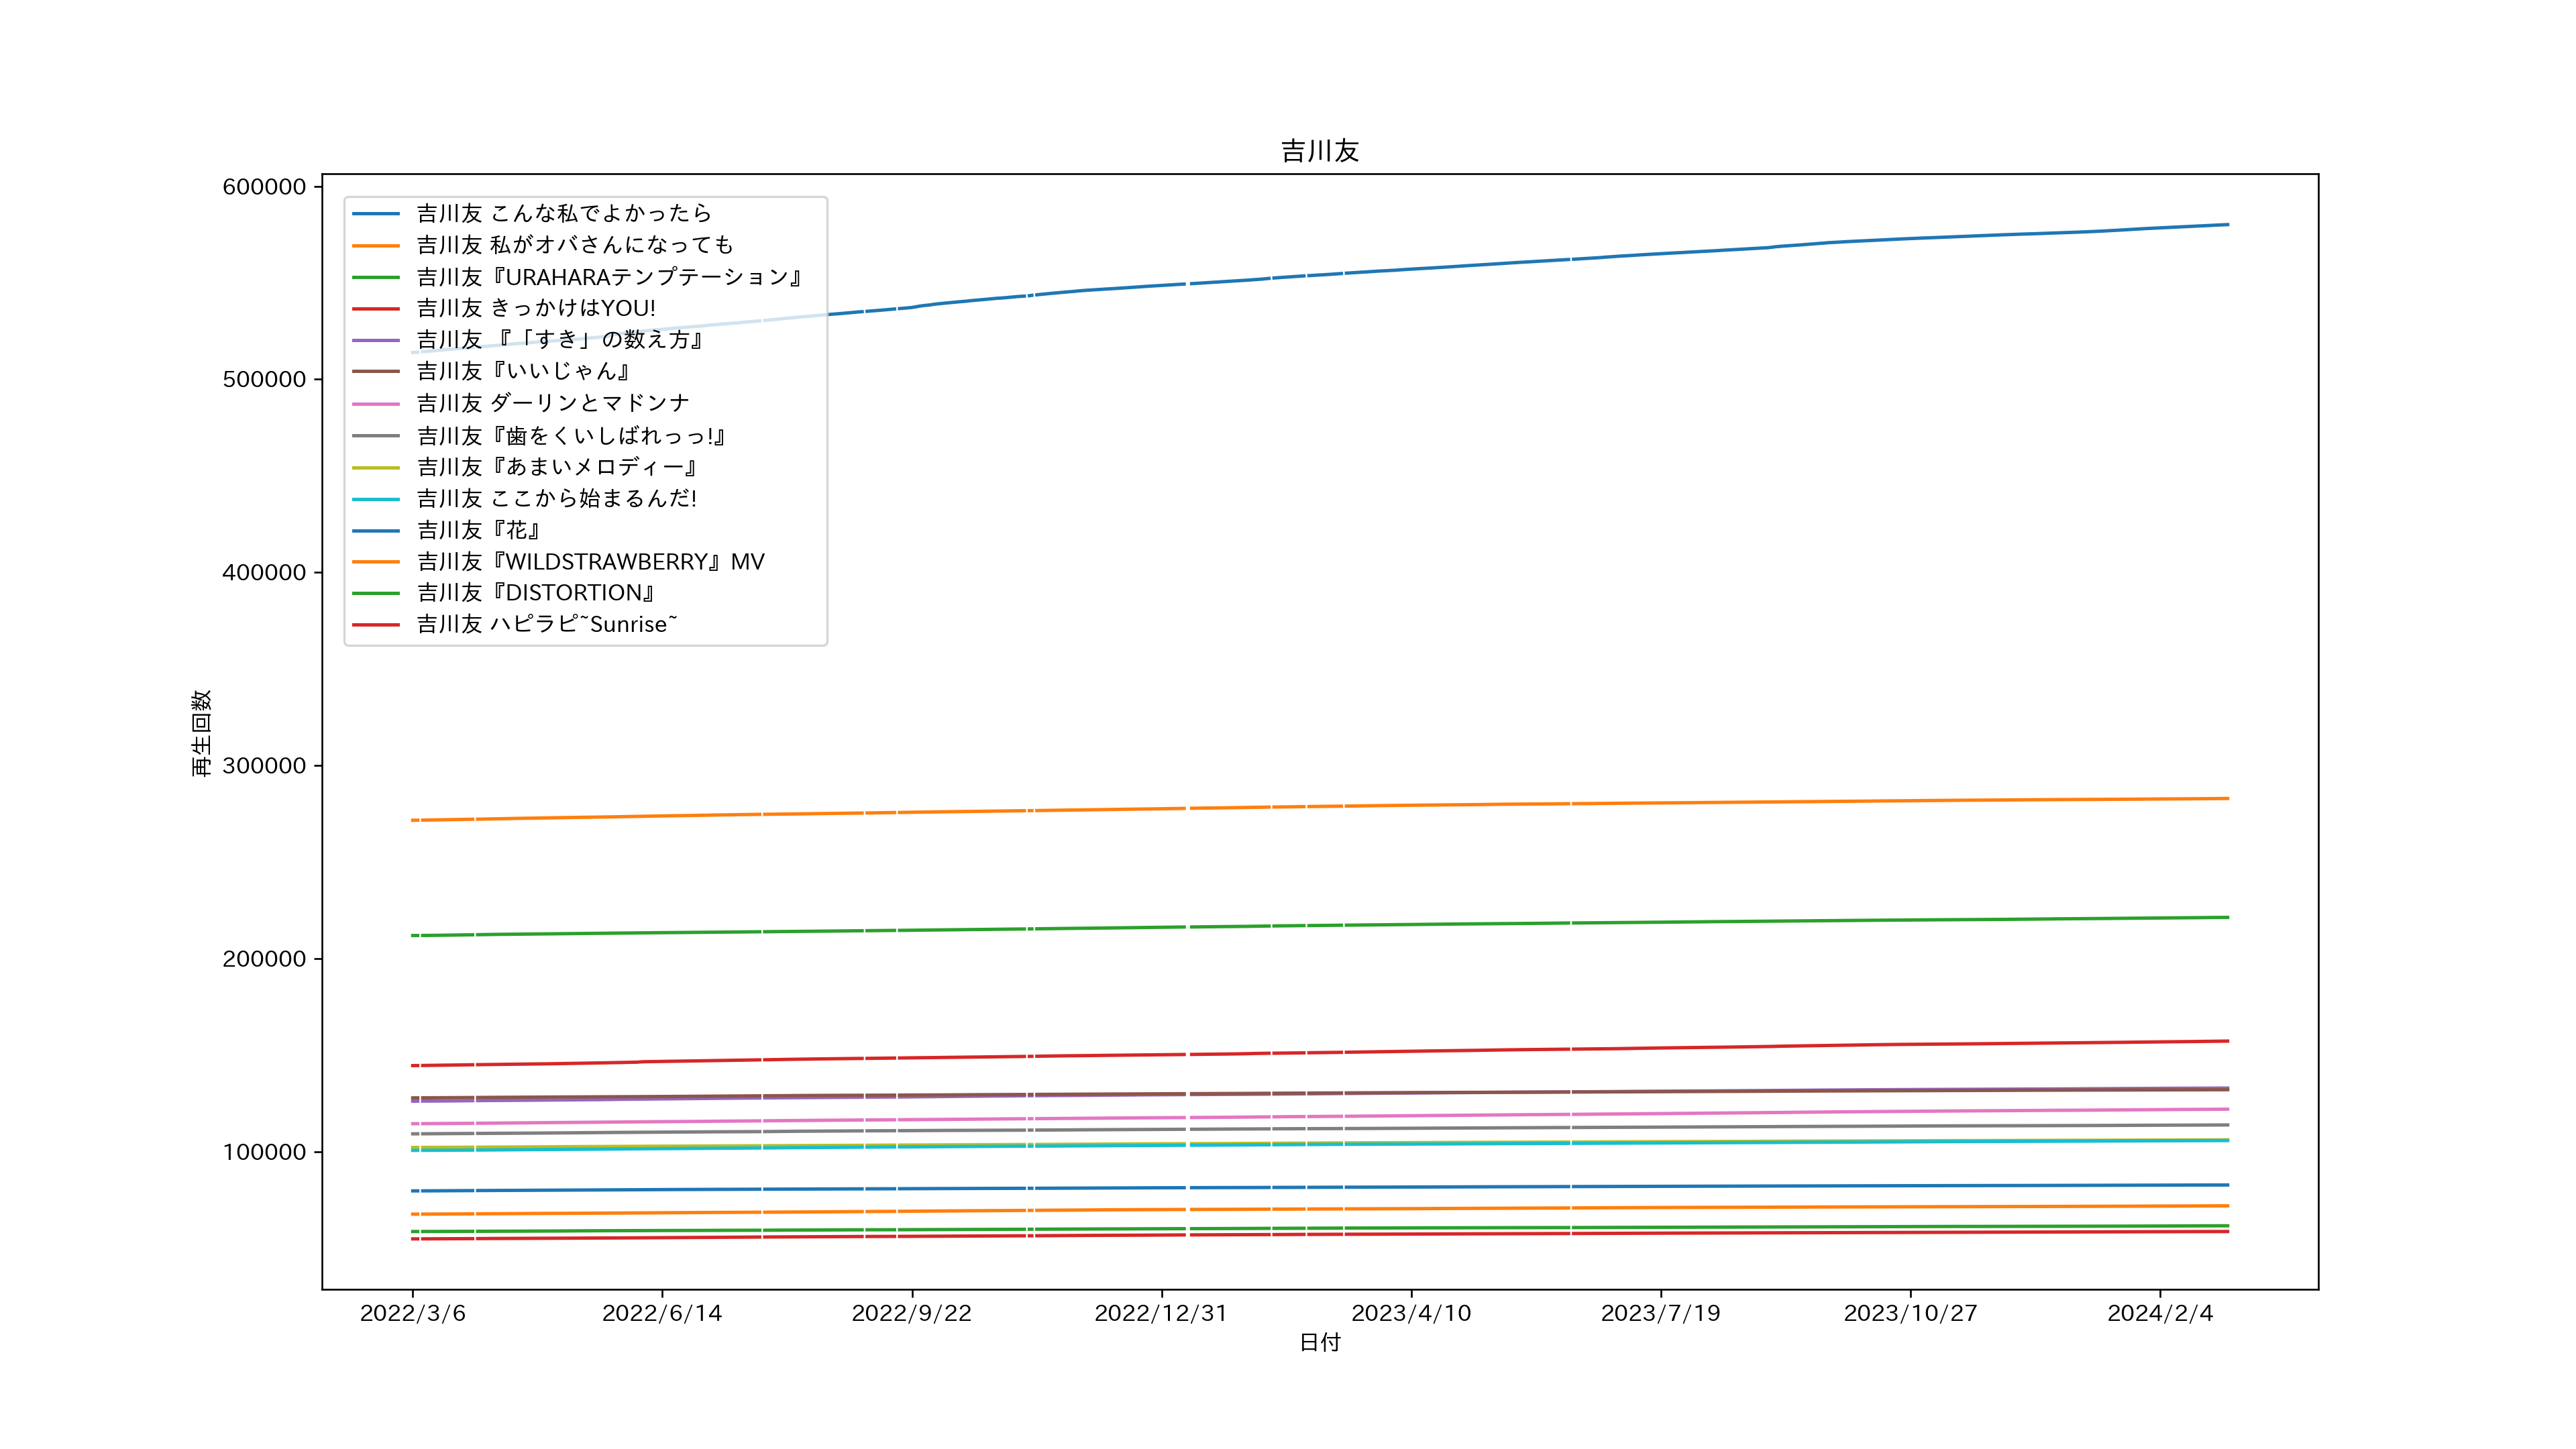 吉川友
600000
500000
400000
300000
200000
100000
再生回数
吉川友 こんな私でよかったら
吉川友 私がオバさんになっても
吉川友『URAHARAテンプテーション』
吉川友 きっかけはYOU!
吉川友 『「すき」の数え方』
吉川友『いいじゃん』
吉川友 ダーリンとマドンナ
吉川友『歯をくいしばれっっ!』
吉川友『あまいメロディー』
吉川友 ここから始まるんだ!
吉川友『花』
吉川友『WILDSTRAWBERRY』MV
吉川友『DISTORTION』
吉川友 ハピラピ~Sunrise~
2022/3/6 2022/6/14 2022/9/22 2022/12/31 2023/4/10 2023/7/19 2023/10/27 2024/2/4
日付